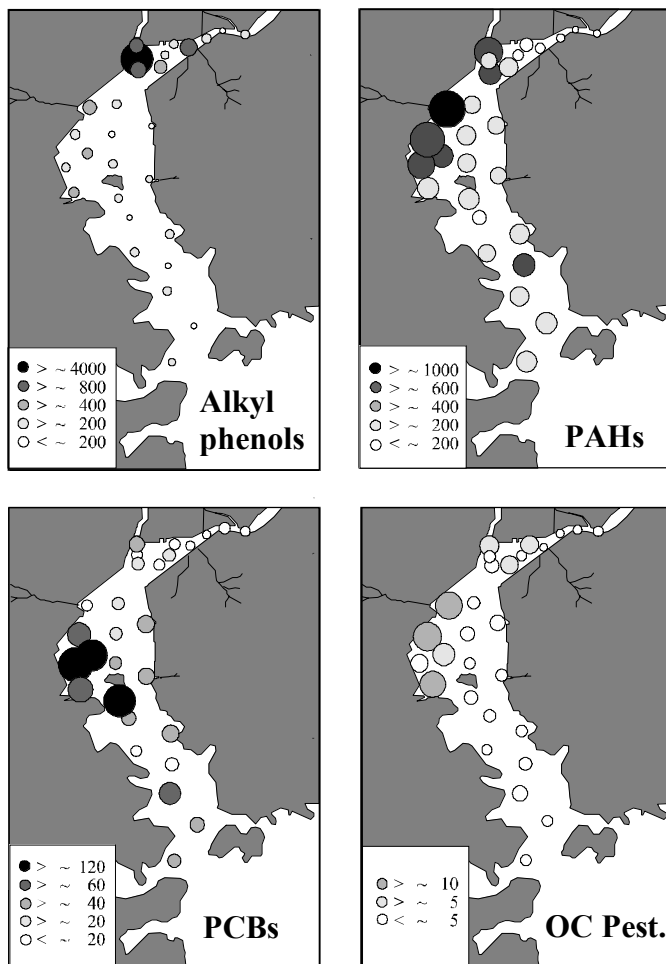 > ~ 4000
> ~ 800
> ~ 400
> ~ 200
< ~ 200
Alkyl
phenols
> ~ 1000
> ~ 600
> ~ 400
> ~ 200
< ~ 200
PAHs
> ~ 120
> ~ 60
> ~ 40
> ~ 20
< ~ 20
PCBs
> ~ 10
> ~ 5
< ~ 5
OC Pest.